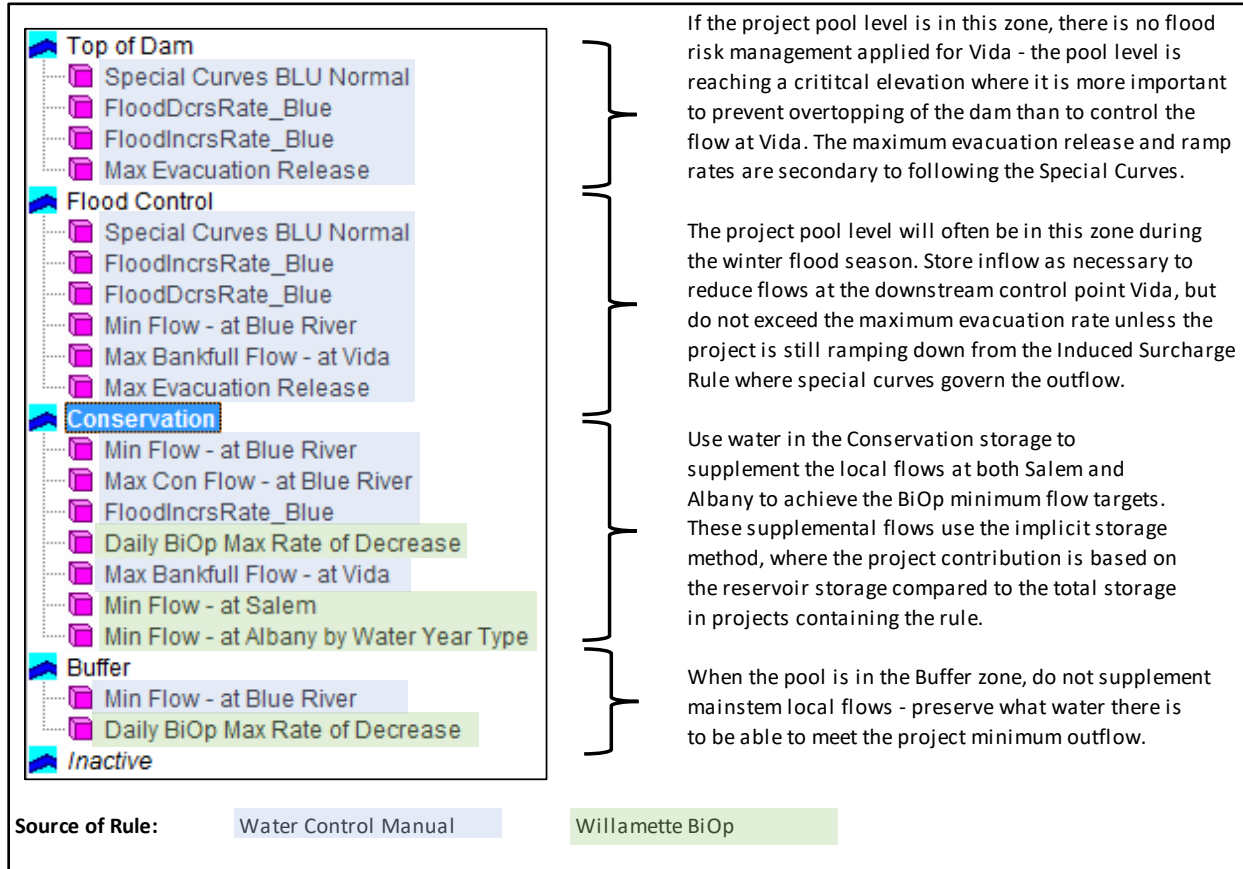 Top of Dam
Special Curves BLU Normal
FloodDcrsRate_Blue
FloodIncrsRate_Blue
Max Evacuation Release
Flood Control
Special Curves BLU Normal
FloodIncrsRate_Blue
FloodDcrsRate_Blue
Min Flow - at Blue River
Max Bankfull Flow - at Vida
Max Evacuation Release
Conservation
Min Flow - at Blue River
Max Con Flow - at Blue River
FloodIncrsRate_Blue
Daily BiOp Max Rate of Decrease
Max Bankfull Flow - at Vida
Min Flow - at Salem
Min Flow - at Albany by Water Year Type
Buffer
Min Flow - at Blue River
Daily BiOp Max Rate of Decrease
Inactive
If the project pool level is in this zone, there is no flood
risk management applied for Vida - the pool level is
reaching a crititcal elevation where it is more important
to prevent overtopping of the dam than to control the
flow at Vida. The maximum evacuation release and ramp
rates are secondary to following the Special Curves.
The project pool level will often be in this zone during
the winter flood season. Store inflow as necessary to
reduce flows at the downstream control point Vida, but
do not exceed the maximum evacuation rate unless the
project is still ramping down from the Induced Surcharge
Rule where special curves govern the outflow.
Use water in the Conservation storage to
supplement the local flows at both Salem and
Albany to achieve the BiOp minimum flow targets.
These supplemental flows use the implicit storage
method, where the project contribution is based on
the reservoir storage compared to the total storage
in projects containing the rule.
When the pool is in the Buffer zone, do not supplement
mainstem local flows - preserve what water there is
to be able to meet the project minimum outflow.
Source of Rule: Water Control Manual Willamette BiOp